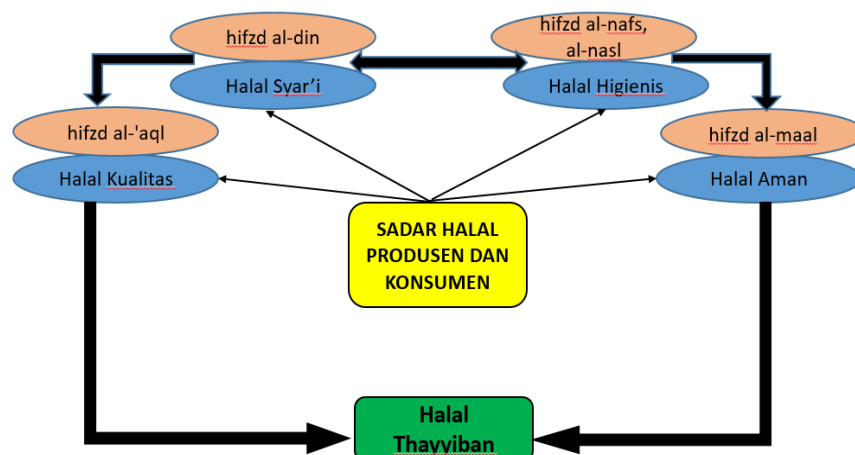 hifzd al-din
Halal Syar’i
hifzd al-nafs,
al-nasl
Halal Higienis
hifzd al-'aql
Halal Kualitas
hifzd al-maal
Halal Aman
SADAR HALAL
PRODUSEN DAN
KONSUMEN
Halal
Thayyiban